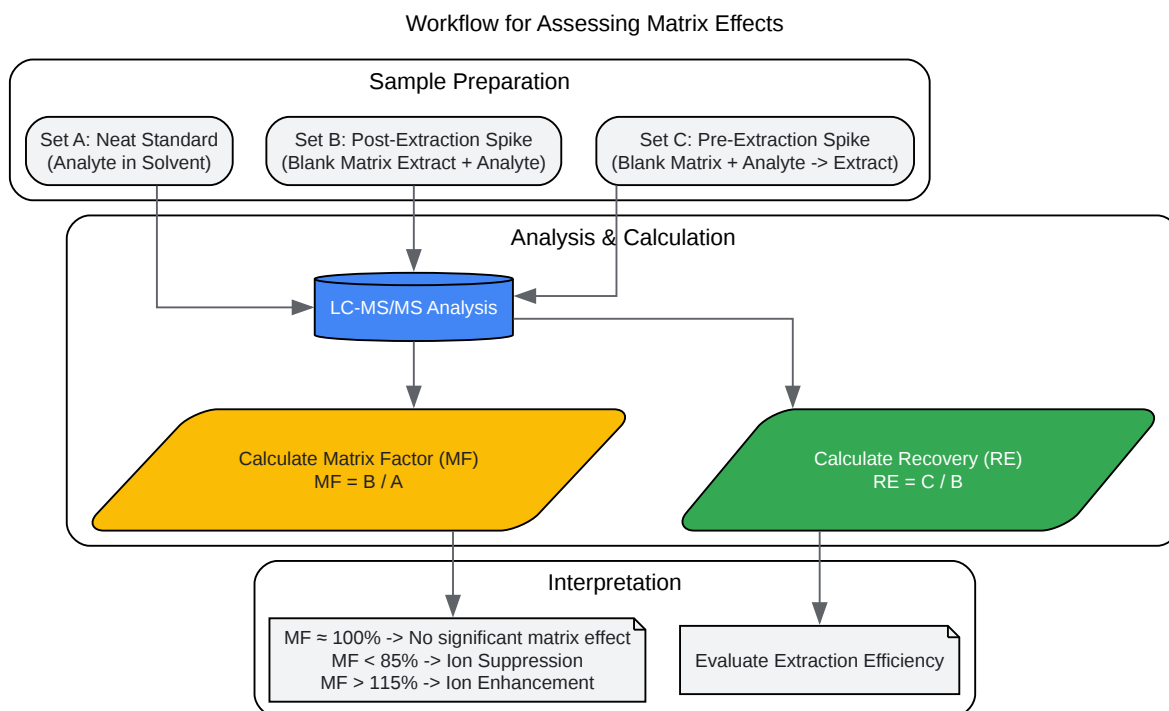 Workflow for Assessing Matrix Effects
Sample Preparation
Set A: Neat Standard
(Analyte in Solvent)
Set B: Post-Extraction Spike
(Blank Matrix Extract + Analyte)
Set C: Pre-Extraction Spike
(Blank Matrix + Analyte -> Extract)
Analysis & Calculation
LC-MS/MS Analysis
Calculate Matrix Factor (MF)
MF = B / A
Calculate Recovery (RE)
RE = C / B
Interpretation
MF ≈ 100% -> No significant matrix effect
MF < 85% -> Ion Suppression
MF > 115% -> Ion Enhancement
Evaluate Extraction Efficiency